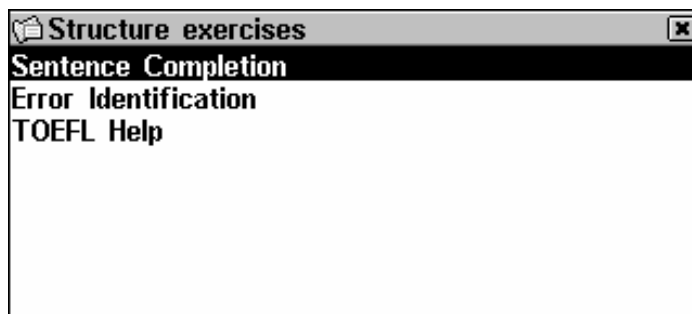 Structure exercises
Sentence Completion
Error Identification
TOEFL Help